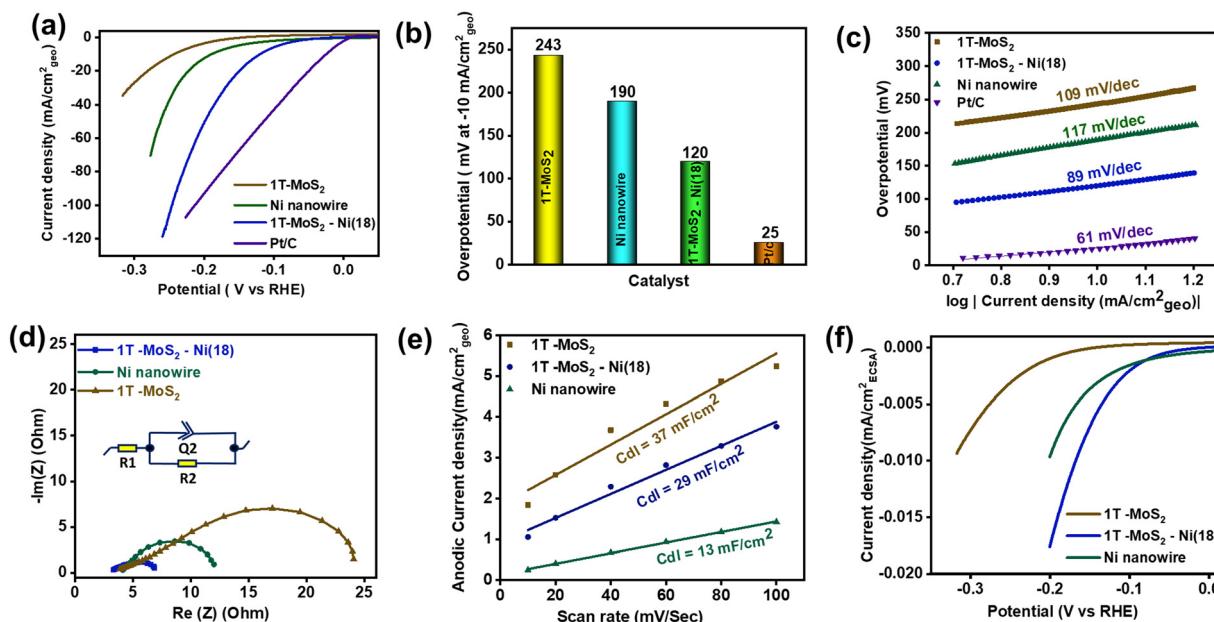 (a)
Current density (mA/cm²geo)
0
-20
-40
-60
-80
-100
-120
1T-MoS₂
Ni nanowire
1T-MoS₂ - Ni(18)
Pt/C
-0.3
-0.2
-0.1
0.0
Potential ( V vs RHE)
(b)
Overpotential ( mV at -10 mA/cm²geo)
250
200
150
100
50
0
243
190
120
25
1T-MoS₂
Ni nanowire
1T-MoS₂ - Ni(18)
Pt/c
Catalyst
(c)
1T-MoS₂
1T-MoS₂ - Ni(18)
Ni nanowire
Pt/C
Overpotential (mV)
350
300
250
200
150
100
50
0
109 mV/dec
117 mV/dec
89 mV/dec
61 mV/dec
0.7
0.8
0.9
1.0
1.1
1.2
log | Current density (mA/cm²geo)|
(d)
1T -MoS₂ - Ni(18)
Ni nanowire
1T -MoS₂
-Im(Z) (Ohm)
25
20
15
10
5
0
R1
Q2
R2
0
5
10
15
20
25
Re (Z) (Ohm)
(e)
1T -MoS₂
1T -MoS₂ - Ni(18)
Ni nanowire
Anodic Current density(mA/cm²geo)
6
5
4
3
2
1
0
Cdl = 37 mF/cm²
Cdl = 29 mF/cm²
Cdl = 13 mF/cm²
20
40
60
80
100
Scan rate (mV/Sec)
(f)
Current density(mA/cm²ECSA)
0.000
-0.005
-0.010
-0.015
-0.020
1T -MoS₂
1T -MoS₂ - Ni(18)
Ni nanowire
-0.3
-0.2
-0.1
0.0
Potential (V vs RHE)